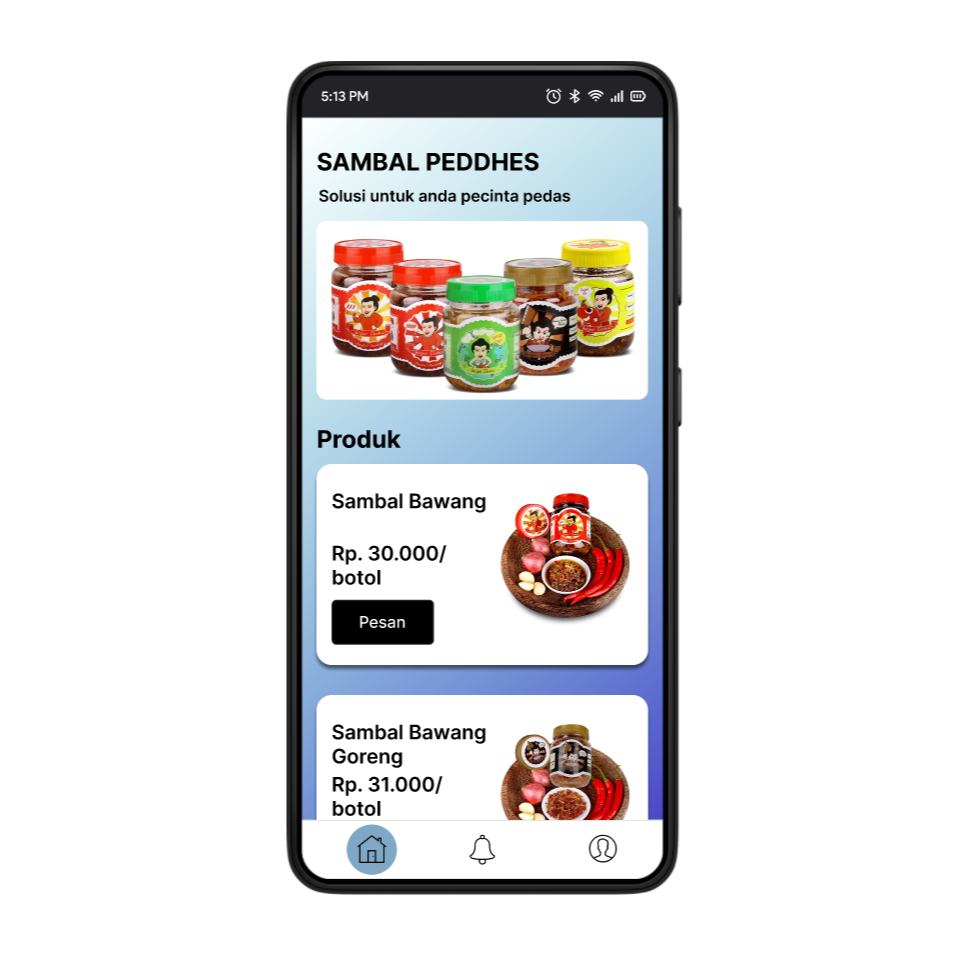 5:13 PM
SAMBAL PEDDHES
Solusi untuk anda pecinta pedas
Produk
Sambal Bawang
Rp. 30.000/
botol
Pesan
Sambal Bawang
Goreng
Rp. 31.000/
botol